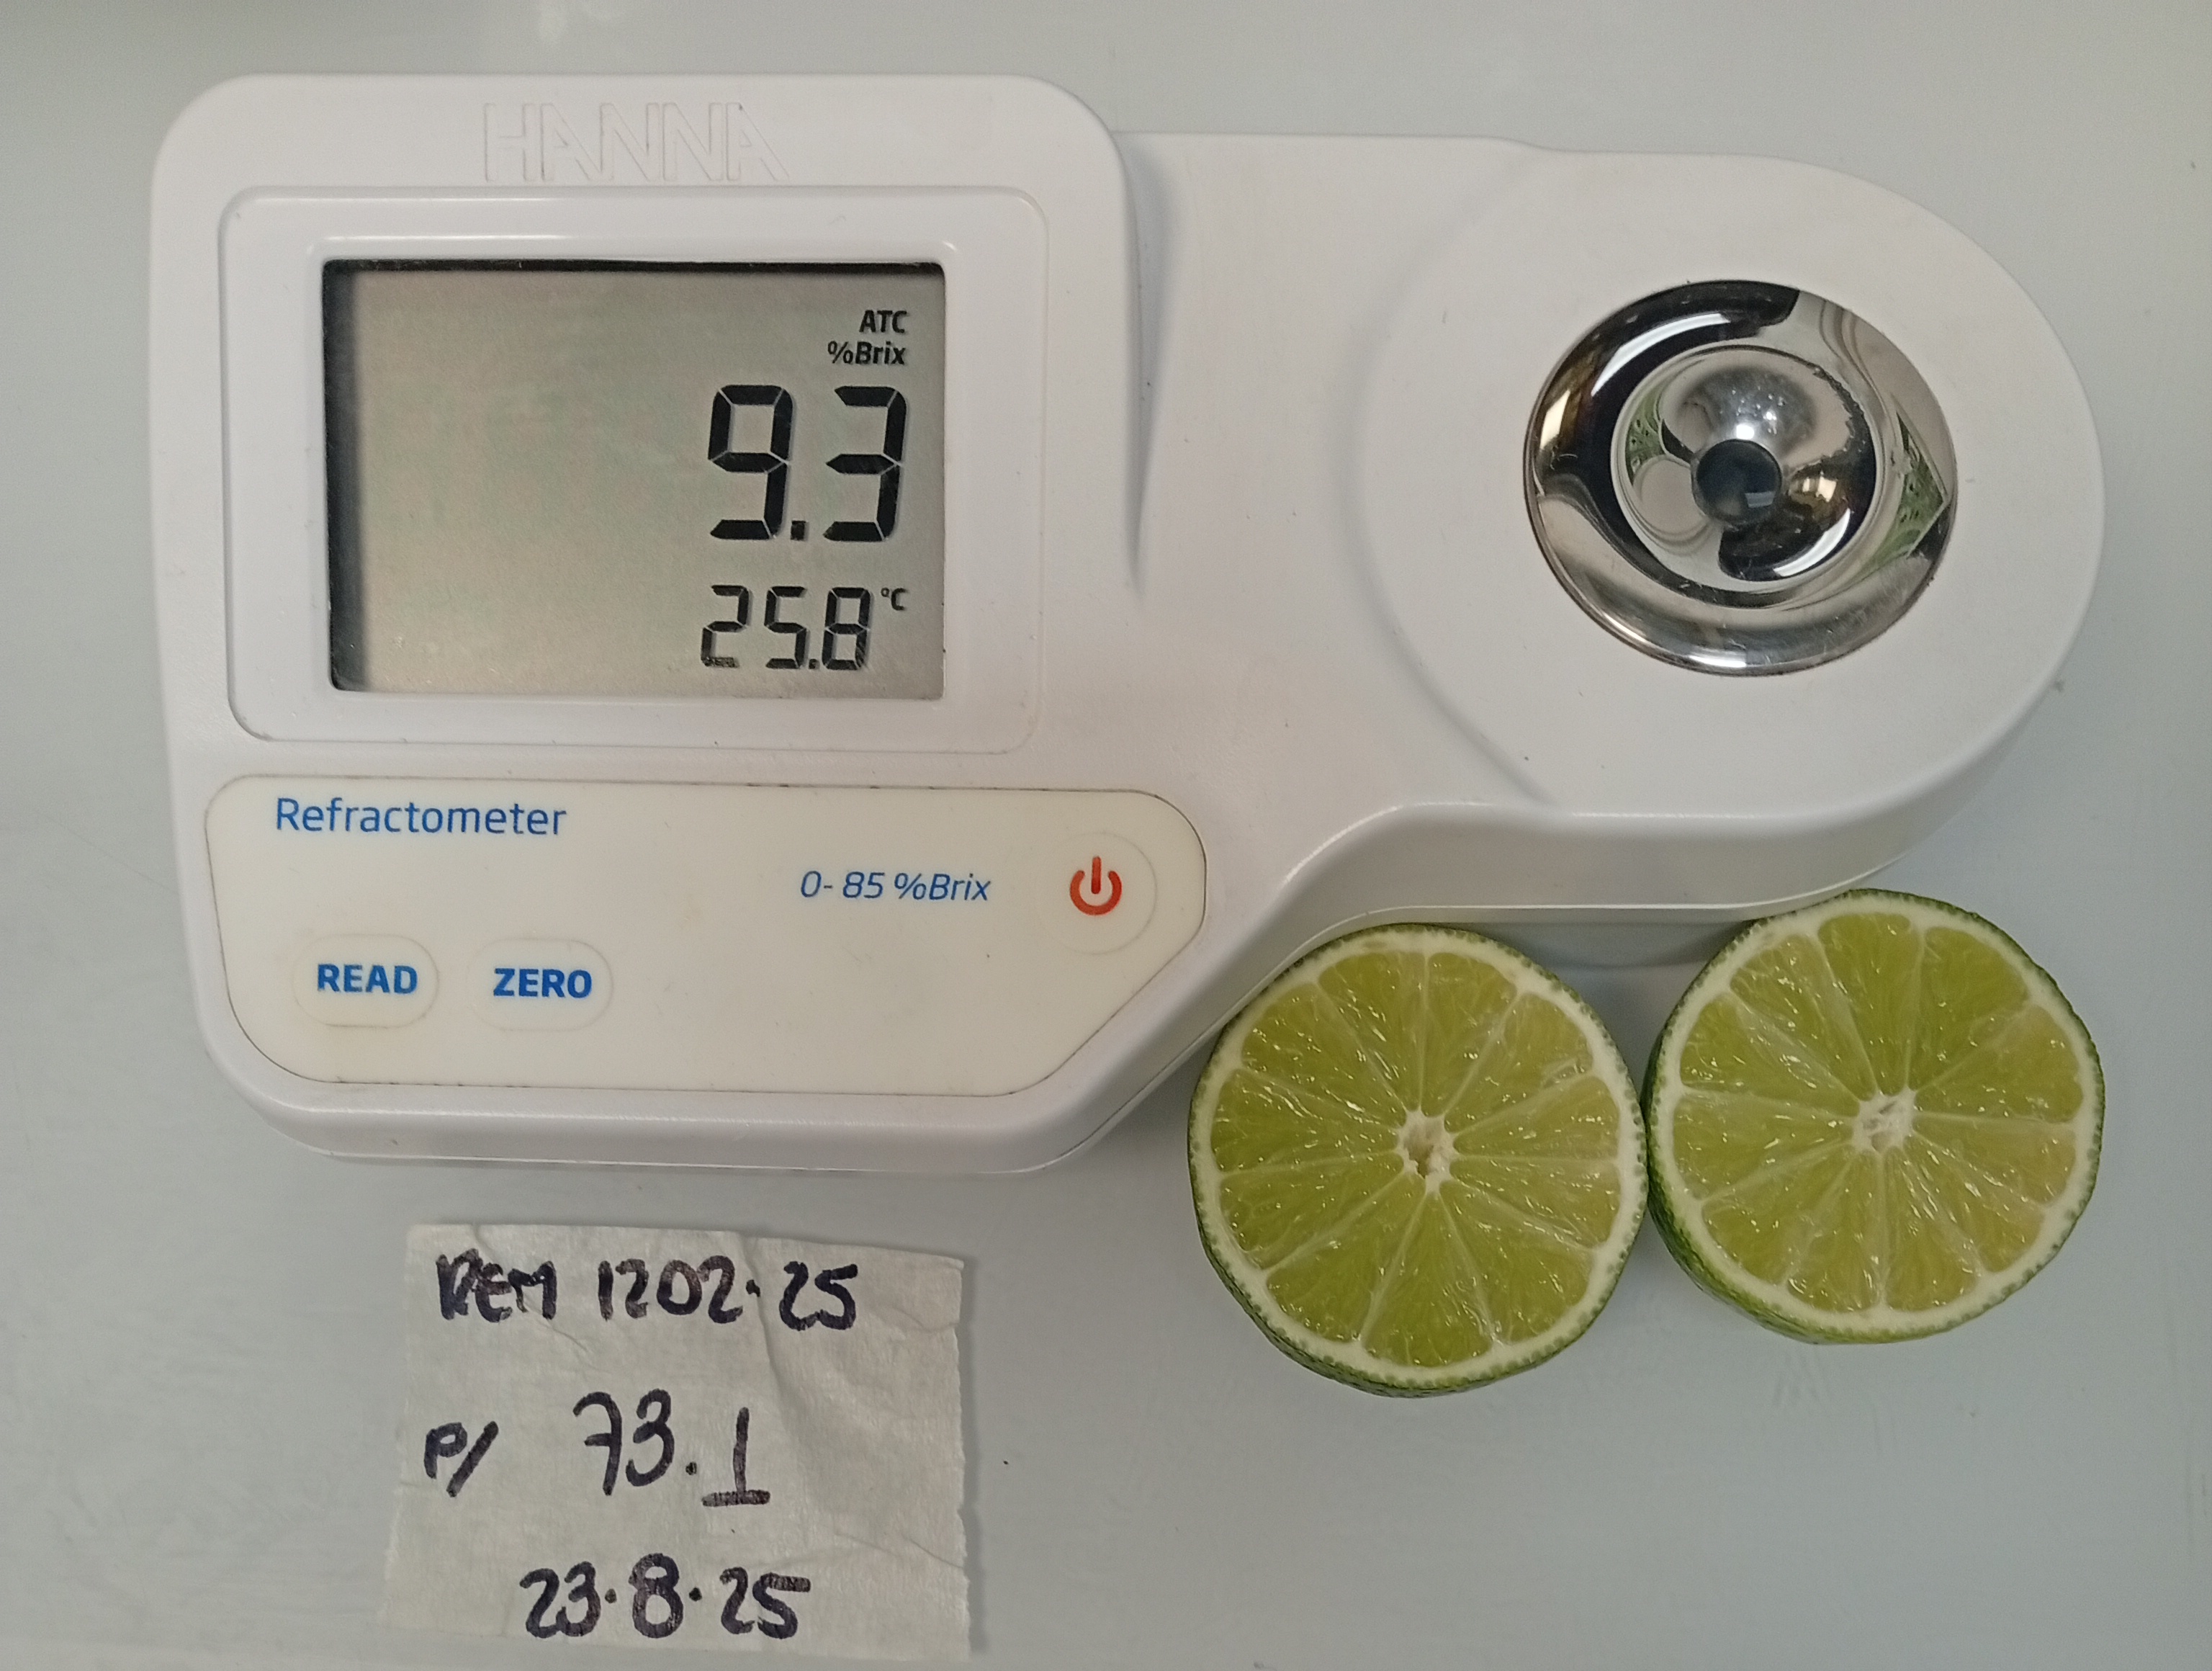 HANNA
ATC
%Brix
9.3
25.8 °C
Refractometer
0- 85 %Brix
READ
ZERO
REM 1202.25
P/ 73.1
23.8.25